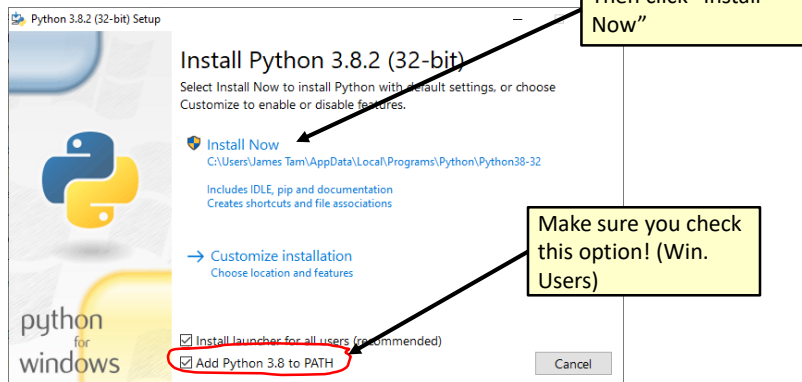 Then click "Install
Now"
Python 3.8.2 (32-bit) Setup
Install Python 3.8.2 (32-bit)
Select Install Now to install Python with default settings, or choose
Customize to enable or disable features.
Install Now
C:\Users\James Tam\AppData\Local\Programs\Python\Python38-32
Includes IDLE, pip and documentation
Creates shortcuts and file associations
Make sure you check
this option! (Win.
Users)
Customize installation
Choose location and features
python
for
windows
Install launcher for all users (recommended)
Add Python 3.8 to PATH
Cancel